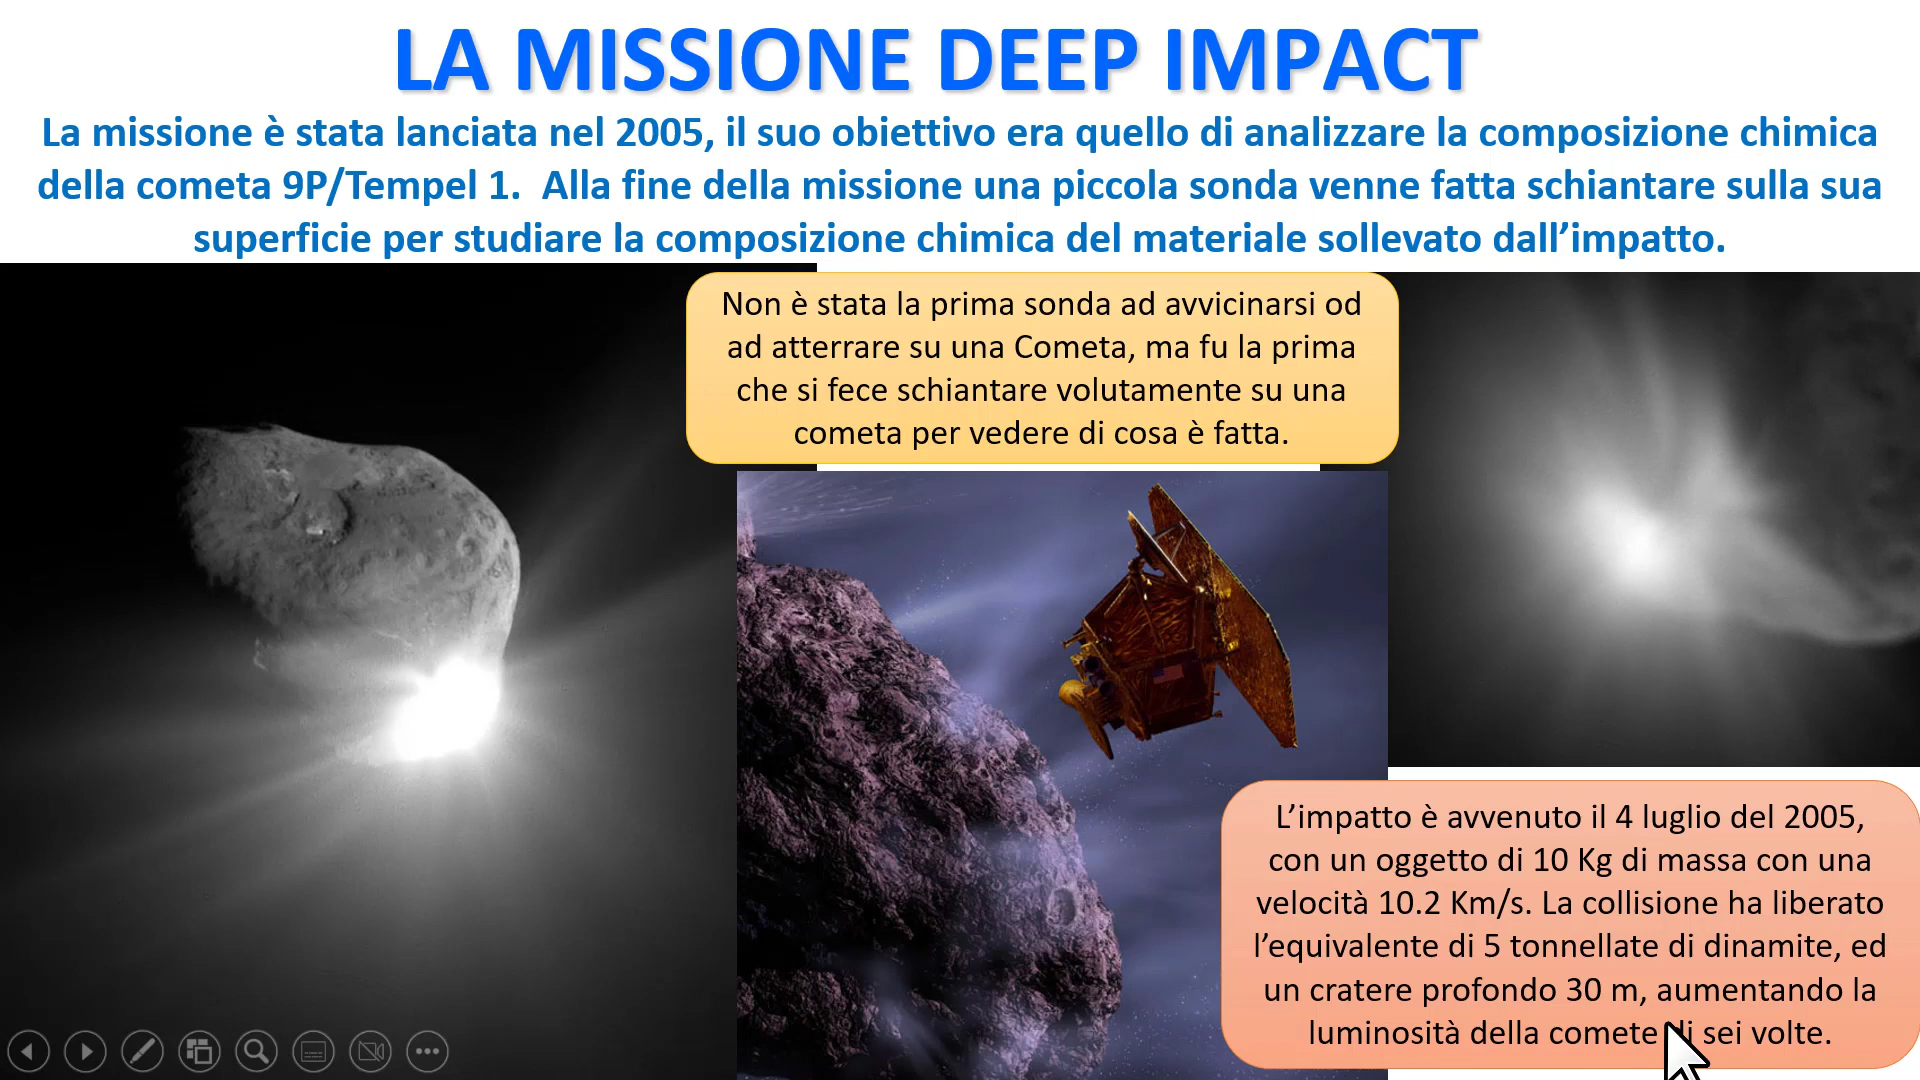 LA MISSIONE DEEP IMPACT
La missione è stata lanciata nel 2005, il suo obiettivo era quello di analizzare la composizione chimica
della cometa 9P/Tempel 1.  Alla fine della missione una piccola sonda venne fatta schiantare sulla sua
superficie per studiare la composizione chimica del materiale sollevato dall’impatto.
Non è stata la prima sonda ad avvicinarsi od
ad atterrare su una Cometa, ma fu la prima
che si fece schiantare volutamente su una
cometa per vedere di cosa è fatta.
L’impatto è avvenuto il 4 luglio del 2005,
con un oggetto di 10 Kg di massa con una
velocità 10.2 Km/s. La collisione ha liberato
l’equivalente di 5 tonnellate di dinamite, ed
un cratere profondo 30 m, aumentando la
luminosità della comete di sei volte.